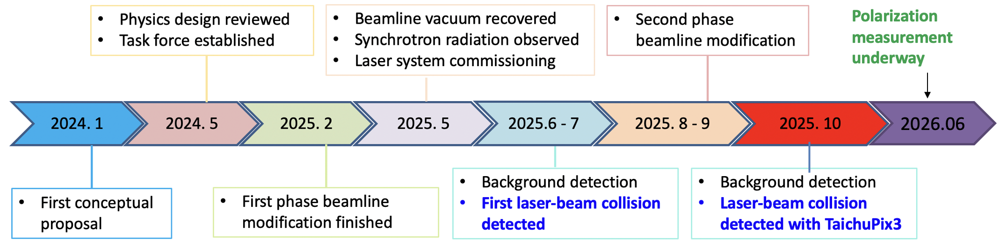 • Physics design reviewed
• Task force established
• Beamline vacuum recovered
• Synchrotron radiation observed
• Laser system commissioning
• Second phase
beamline modification
Polarization
measurement
underway
2024. 1
2024. 5
2025. 2
2025. 5
2025.6 - 7
2025. 8 - 9
2025. 10
2026.06
• First conceptual
proposal
• First phase beamline
modification finished
• Background detection
• First laser-beam collision
detected
• Background detection
• Laser-beam collision
detected with TaichuPix3